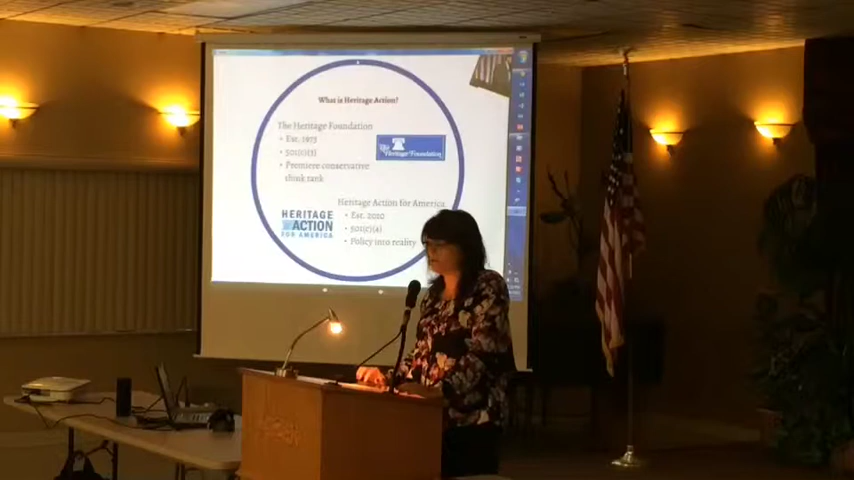 What is Heritage Action?
The Heritage Foundation
• Est. 1973
• 501(c)(3)
• Premiere conservative
think tank
The Heritage Foundation
Heritage Action for America
• Est. 2010
• 501(c)(4)
• Policy into reality
HERITAGE
ACTION
FOR AMERICA